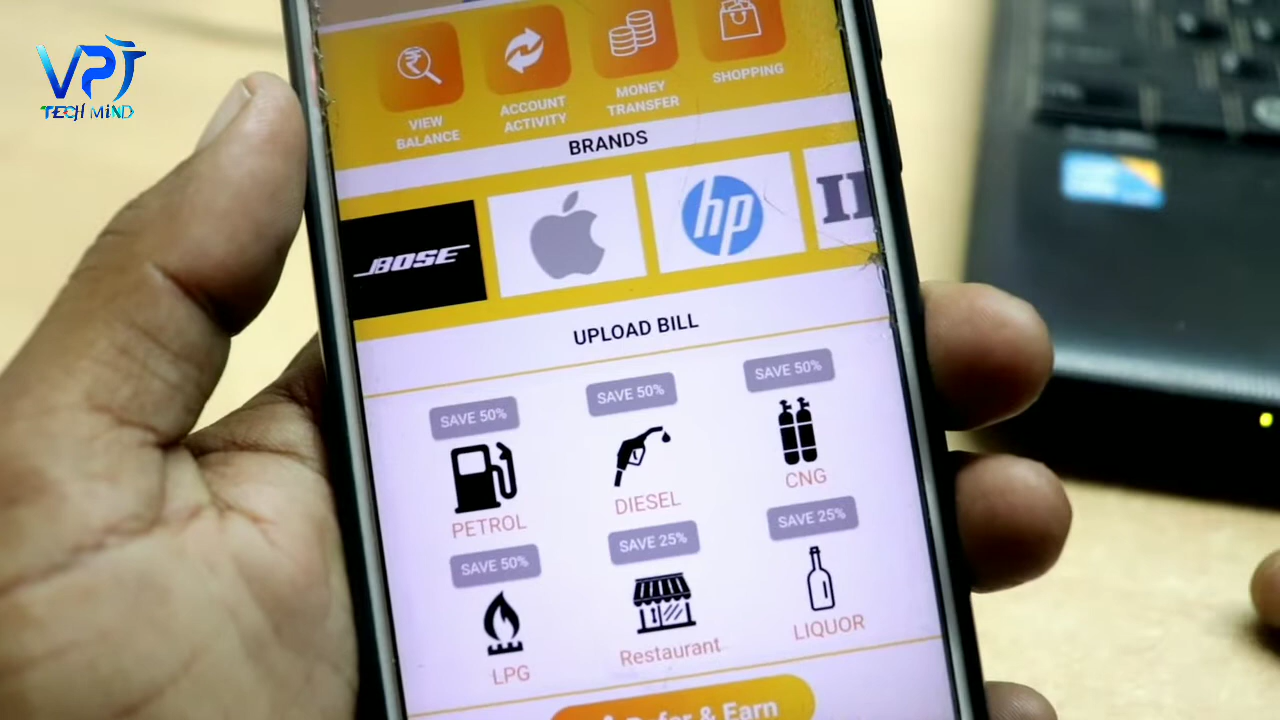 VPT
TECH MiND
VIEW
BALANCE
ACCOUNT
ACTIVITY
MONEY
TRANSFER
SHOPPING
BRANDS
BOSE
hp
UPLOAD BILL
SAVE 50%
SAVE 50%
SAVE 50%
PETROL
DIESEL
CNG
SAVE 50%
SAVE 25%
SAVE 25%
LPG
Restaurant
LIQUOR
Refer & Earn